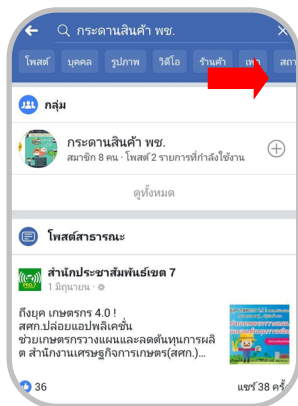 กระดานสินค้า พช.
โพสต์ บุคคล รูปภาพ วิดีโอ ร้านค้า เพจ สถา
กลุ่ม
กระดานสินค้า พช.
สมาชิก 8 คน · โพสต์ 2 รายการที่กำลังใช้งาน
ดูทั้งหมด
โพสต์สาธารณะ
สำนักประชาสัมพันธ์เขต 7
1 มิถุนายน ·
ถึงยุค เกษตรกร 4.0 !
สศก.ปล่อยแอปพลิเคชั่น
ช่วยเกษตรกรวางแผนและลดต้นทุนการผลิ
ต สำนักงานเศรษฐกิจการเกษตร(สศก.)...
36
แชร์ 38 ครั้ง